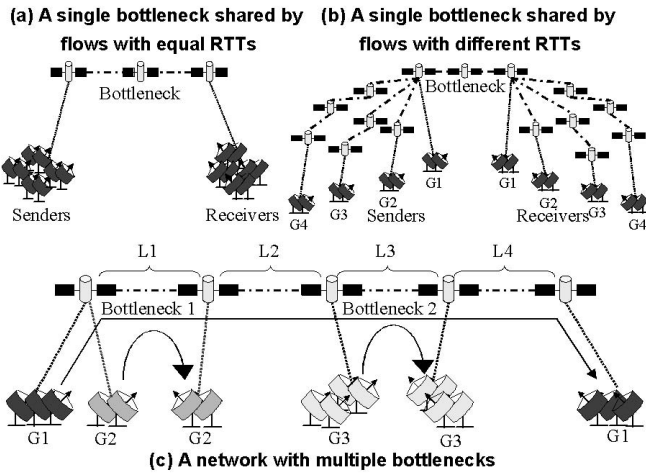 (a) A single bottleneck shared by
flows with equal RTTs
Bottleneck
Senders
Receivers
(b) A single bottleneck shared by
flows with different RTTs
Bottleneck
G1
G1
G2
G2
G3
Senders
Receivers
G3
G4
G4
L1
L2
L3
L4
Bottleneck 1
Bottleneck 2
G1
G2
G2
G3
G3
G1
(c) A network with multiple bottlenecks